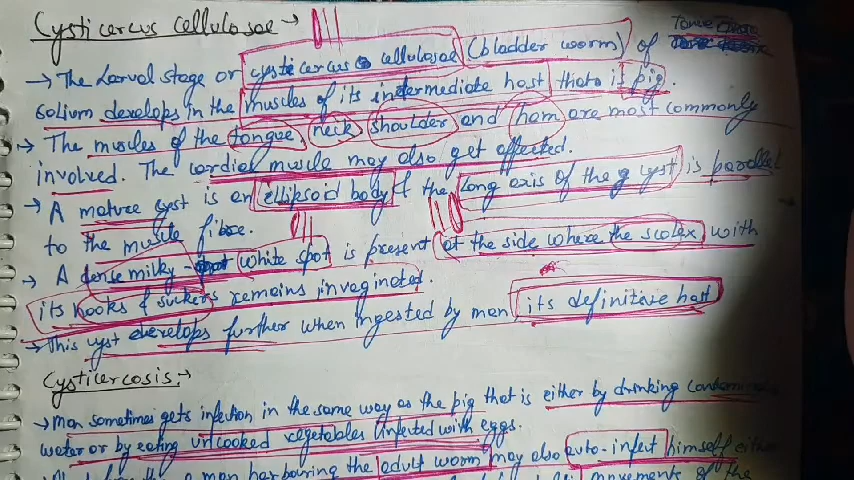 Cysticercus Cellulosae →
→ The Larval stage or cysticercus cellulosae (bladder worm) of Taenia
solium develops in the muscles of its intermediate host that is pig.
→ The muscles of the tongue, neck, shoulder and ham are most commonly
involved. The cardiac muscle may also get affected.
→ A mature cyst is an ellipsoid body & the long axis of the cyst is parallel
to the muscle fibre.
→ A dense milky - white spot is present at the side where the scolex with
its hooks & suckers remains invaginated.
→ This cyst develops further when ingested by man its definitive host
Cysticercosis :→
→ Man sometimes gets infection in the same way as the pig that is either by drinking
water or by eating uncooked vegetables infected with eggs.
a man harbouring the adult worm may also auto-infect himself either
movements of the